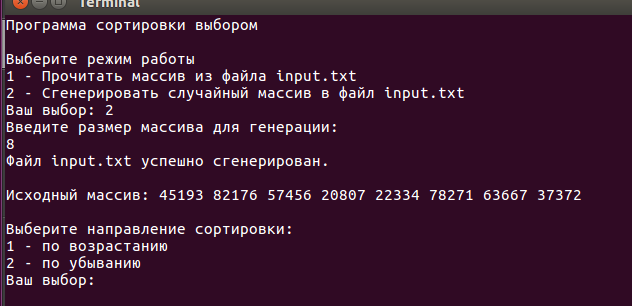 Terminal
Программа сортировки выбором
Выберите режим работы
1 - Прочитать массив из файла input.txt
2 - Сгенерировать случайный массив в файл input.txt
Ваш выбор: 2
Введите размер массива для генерации:
8
Файл input.txt успешно сгенерирован.
Исходный массив: 45193 82176 57456 20807 22334 78271 63667 37372
Выберите направление сортировки:
1 - по возрастанию
2 - по убыванию
Ваш выбор: